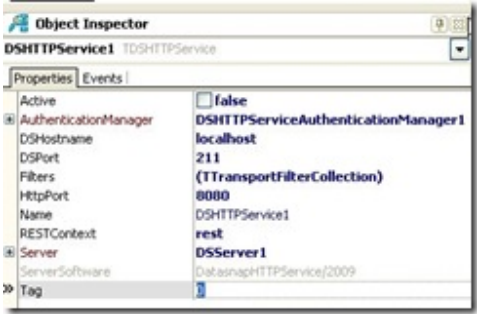 Object Inspector
DSHTTPService1 TDSHTTPService
Properties Events
Active false
AuthenticationManager DSHTTPServiceAuthenticationManager1
DSHostname localhost
DSPort 211
Filters (TTransportFilterCollection)
HttpPort 8080
Name DSHTTPService1
RESTContext rest
Server DSServer1
ServerSoftware DatasnapHTTPService/2009
Tag 0